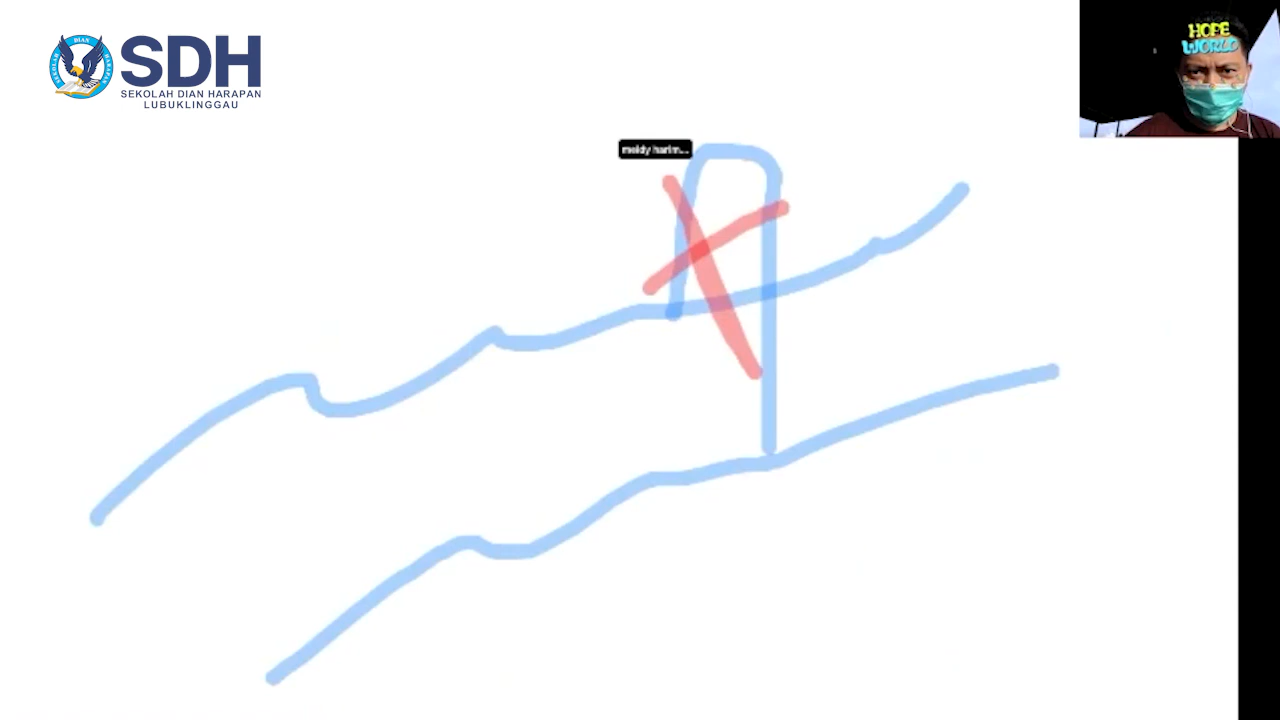 SDH
SEKOLAH DIAN HARAPAN
LUBUKLINGGAU
HOPE
WORLD